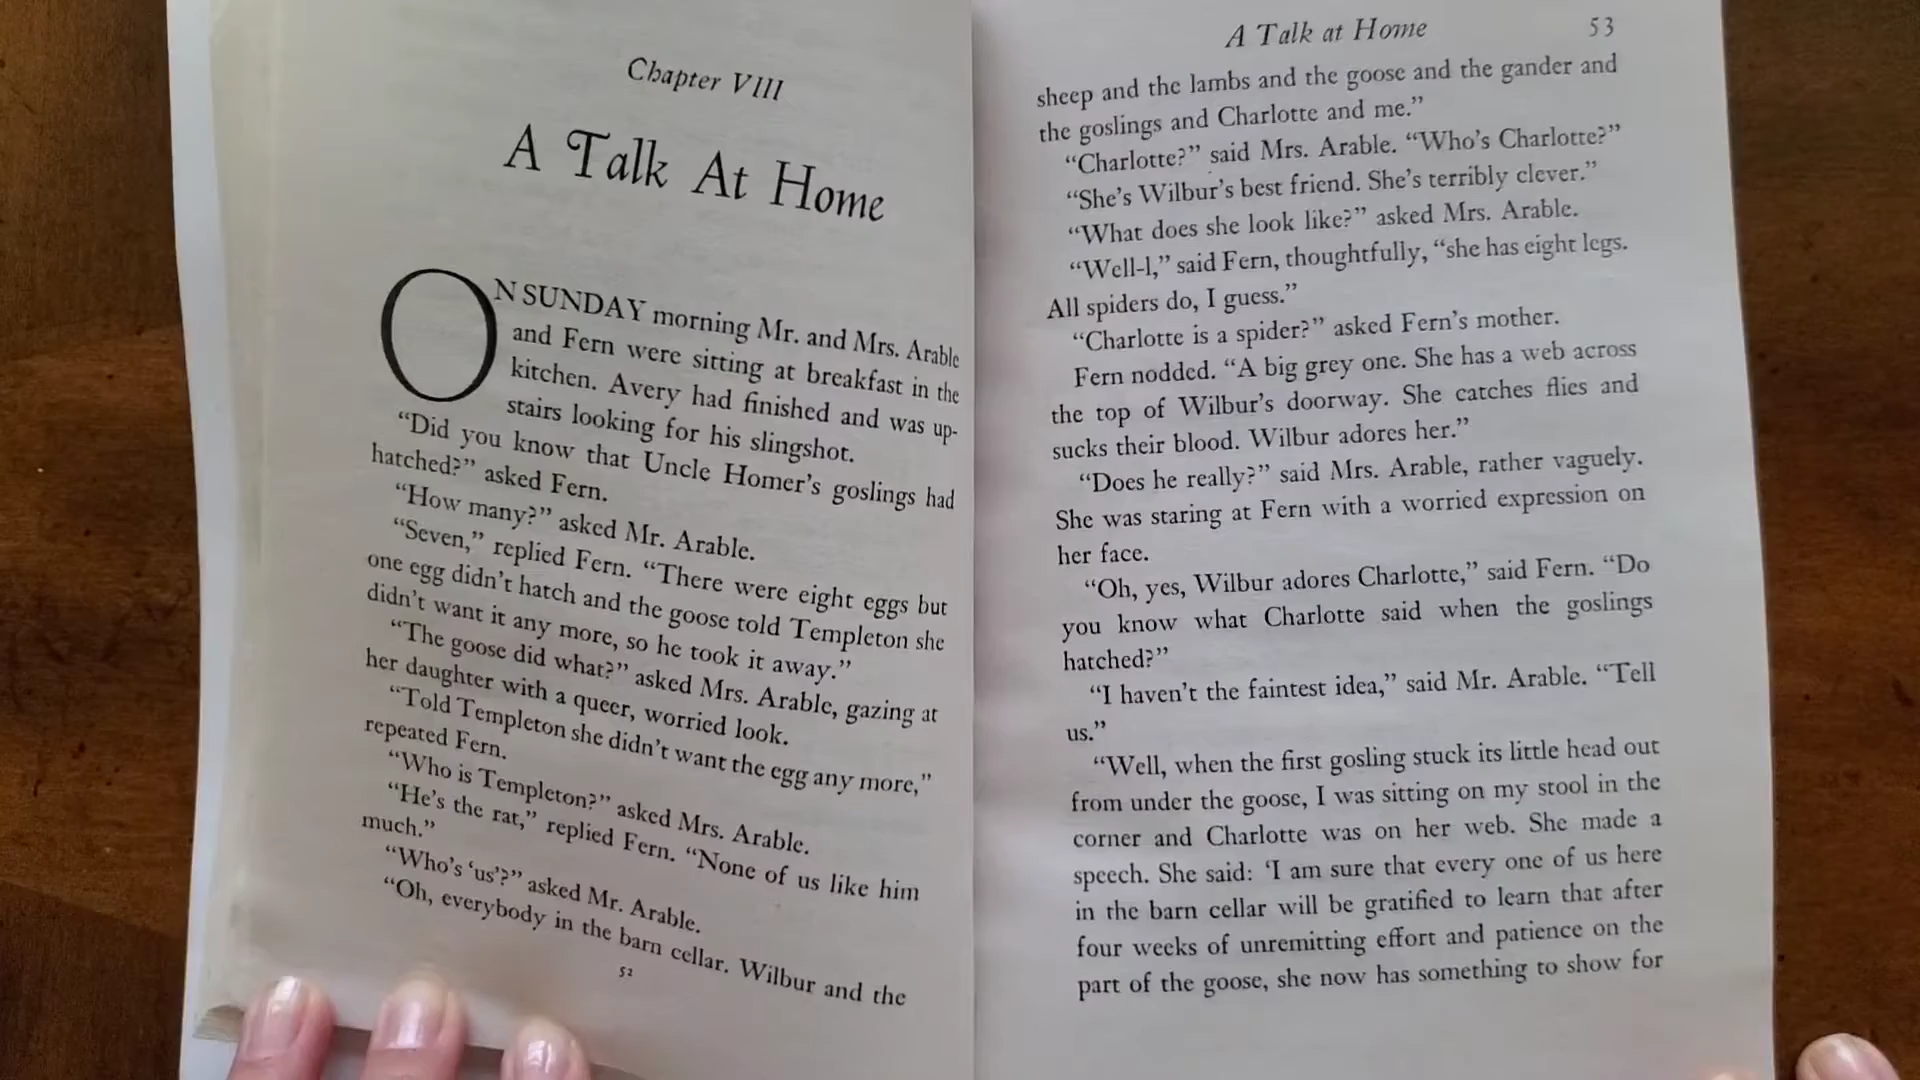 Chapter VIII
A Talk At Home
ON SUNDAY morning Mr. and Mrs. Arable
and Fern were sitting at breakfast in the
kitchen. Avery had finished and was up-
stairs looking for his slingshot.
“Did you know that Uncle Homer’s goslings had
hatched?” asked Fern.
“How many?” asked Mr. Arable.
“Seven,” replied Fern. “There were eight eggs but
one egg didn’t hatch and the goose told Templeton she
didn’t want it any more, so he took it away.”
“The goose did what?” asked Mrs. Arable, gazing at
her daughter with a queer, worried look.
“Told Templeton she didn’t want the egg any more,”
repeated Fern.
“Who is Templeton?” asked Mrs. Arable.
“He’s the rat,” replied Fern. “None of us like him
much.”
“Who’s ‘us’?” asked Mr. Arable.
“Oh, everybody in the barn cellar. Wilbur and the
52
A Talk at Home 53
sheep and the lambs and the goose and the gander and
the goslings and Charlotte and me.”
“Charlotte?” said Mrs. Arable. “Who’s Charlotte?”
“She’s Wilbur’s best friend. She’s terribly clever.”
“What does she look like?” asked Mrs. Arable.
“Well-l,” said Fern, thoughtfully, “she has eight legs.
All spiders do, I guess.”
“Charlotte is a spider?” asked Fern’s mother.
Fern nodded. “A big grey one. She has a web across
the top of Wilbur’s doorway. She catches flies and
sucks their blood. Wilbur adores her.”
“Does he really?” said Mrs. Arable, rather vaguely.
She was staring at Fern with a worried expression on
her face.
“Oh, yes, Wilbur adores Charlotte,” said Fern. “Do
you know what Charlotte said when the goslings
hatched?”
“I haven’t the faintest idea,” said Mr. Arable. “Tell
us.”
“Well, when the first gosling stuck its little head out
from under the goose, I was sitting on my stool in the
corner and Charlotte was on her web. She made a
speech. She said: ‘I am sure that every one of us here
in the barn cellar will be gratified to learn that after
four weeks of unremitting effort and patience on the
part of the goose, she now has something to show for